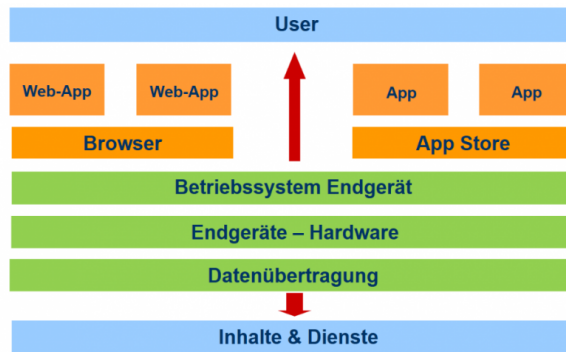 User
Web-App Web-App App App
Browser App Store
Betriebssystem Endgerät
Endgeräte – Hardware
Datenübertragung
Inhalte & Dienste